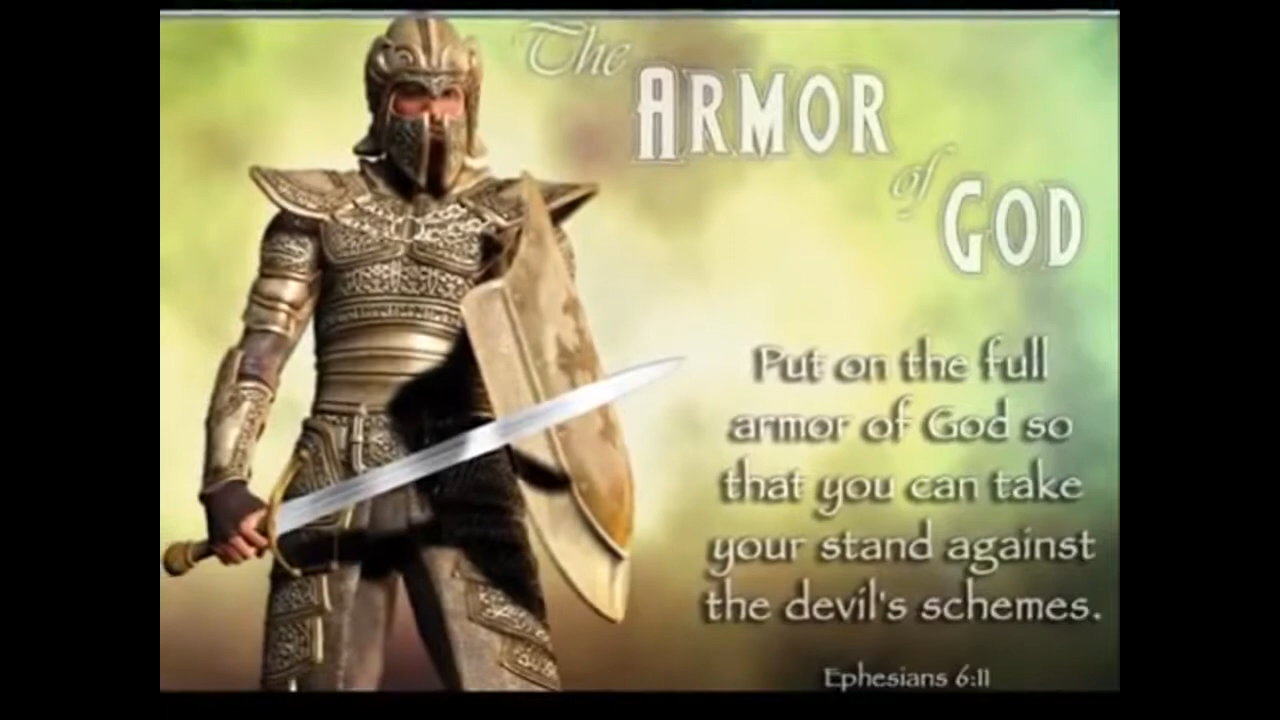 The
ARMOR
of
GOD
Put on the full
armor of God so
that you can take
your stand against
the devil's schemes.
Ephesians 6:11